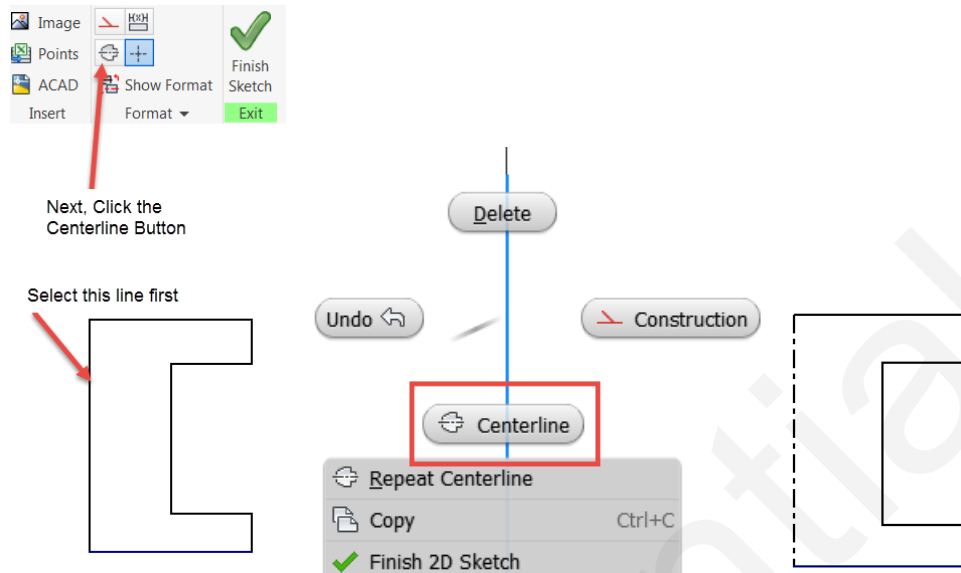 Image
Points
ACAD
Insert
Show Format
Format
Finish
Sketch
Exit
Next, Click the
Centerline Button
Select this line first
Delete
Undo
Construction
Centerline
Repeat Centerline
Copy Ctrl+C
Finish 2D Sketch